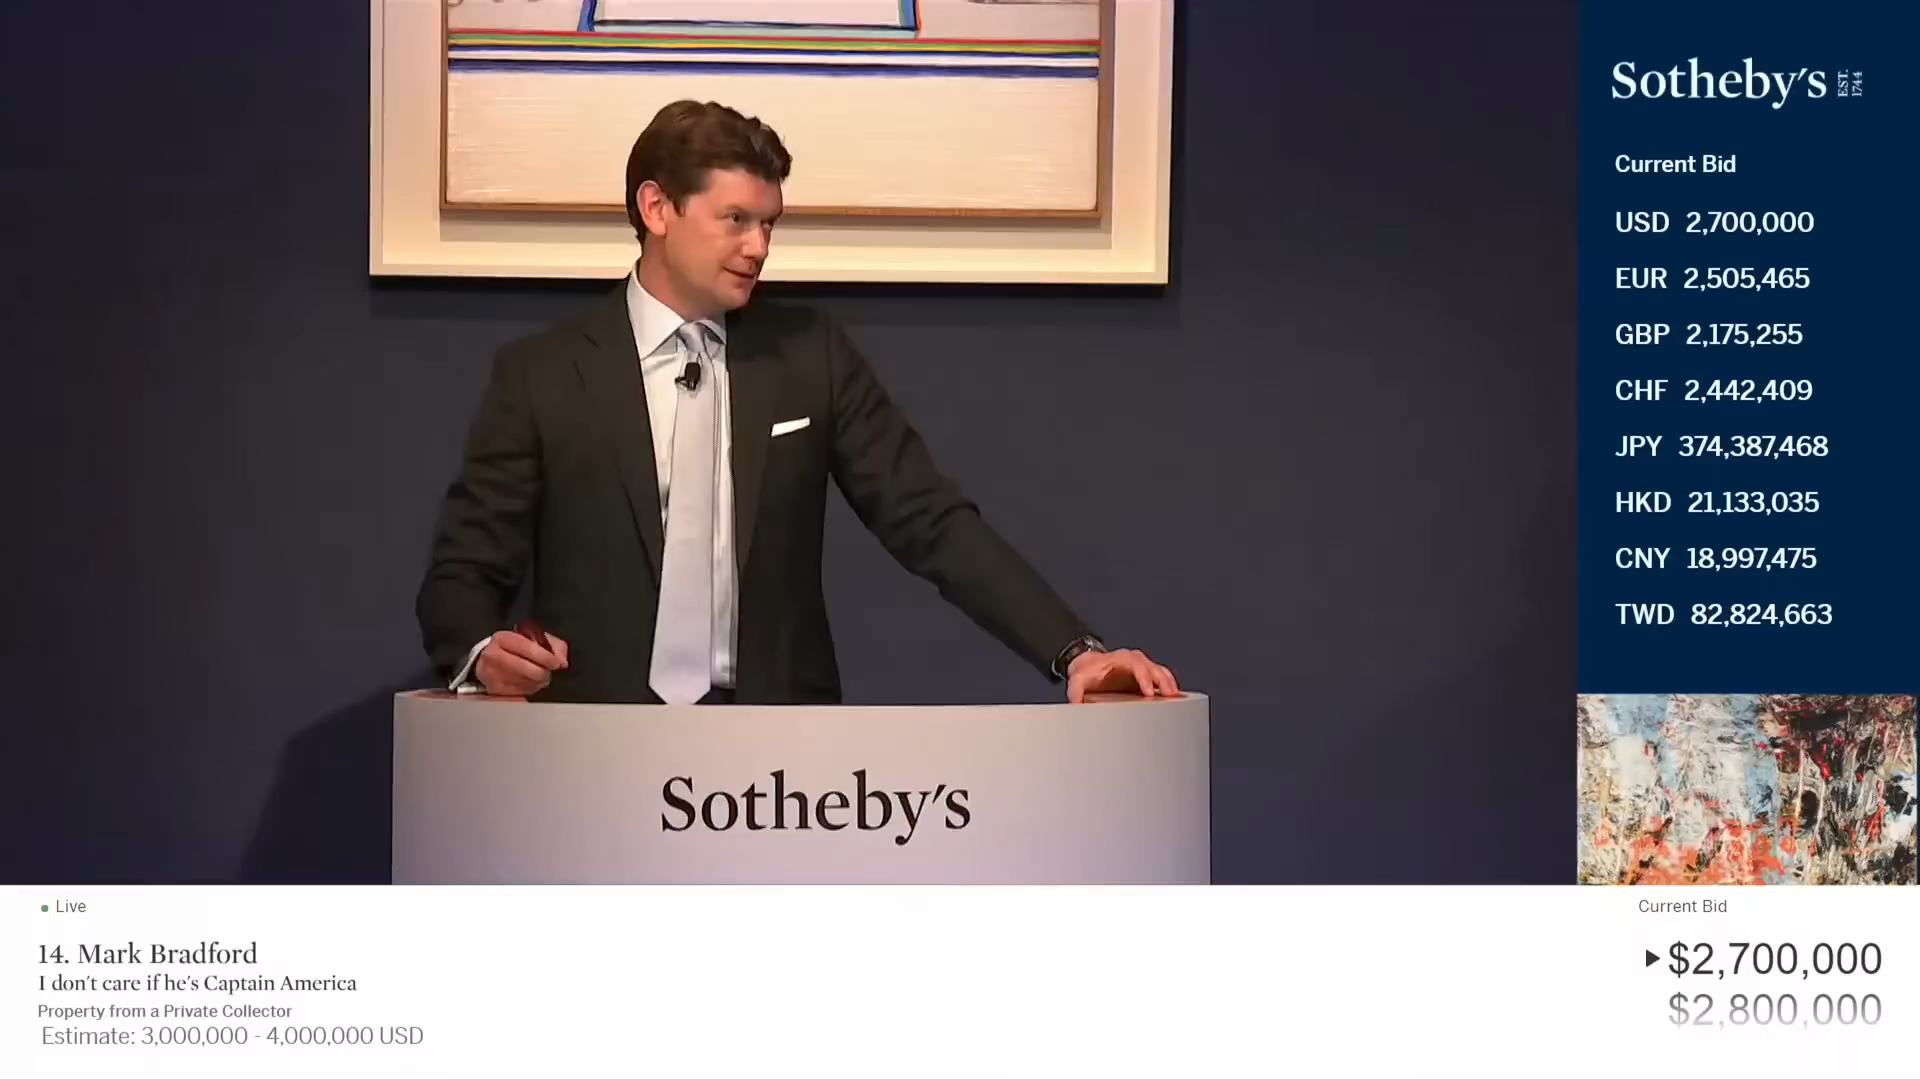 Sotheby's EST. 1744
Current Bid
USD 2,700,000
EUR 2,505,465
GBP 2,175,255
CHF 2,442,409
JPY 374,387,468
HKD 21,133,035
CNY 18,997,475
TWD 82,824,663
Sotheby's
Live
14. Mark Bradford
I don't care if he's Captain America
Property from a Private Collector
Estimate: 3,000,000 - 4,000,000 USD
Current Bid
$2,700,000
$2,800,000